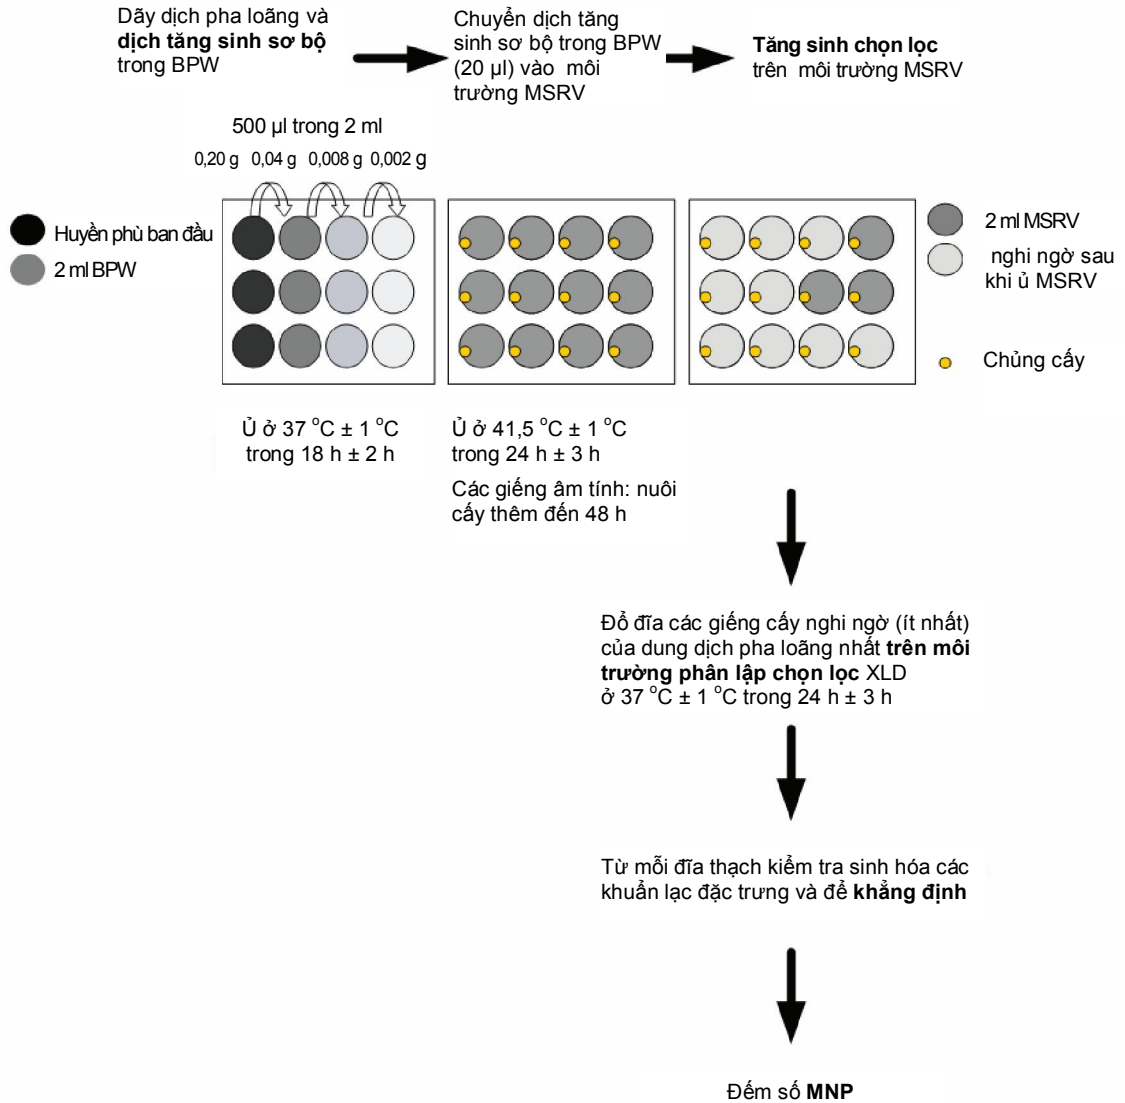 Dãy dịch pha loãng và
dịch tăng sinh sơ bộ
trong BPW
Chuyển dịch tăng
sinh sơ bộ trong BPW
(20 µl) vào môi
trường MSRV
Tăng sinh chọn lọc
trên môi trường MSRV
500 µl trong 2 ml
0,20 g 0,04 g 0,008 g 0,002 g
Huyền phù ban đầu
2 ml BPW
2 ml MSRV
nghi ngờ sau
khi ủ MSRV
Chủng cấy
Ủ ở 37 °C ± 1 °C
trong 18 h ± 2 h
Ủ ở 41,5 °C ± 1 °C
trong 24 h ± 3 h
Các giếng âm tính: nuôi
cấy thêm đến 48 h
Đổ đĩa các giếng cấy nghi ngờ (ít nhất)
của dung dịch pha loãng nhất trên môi
trường phân lập chọn lọc XLD
ở 37 °C ± 1 °C trong 24 h ± 3 h
Từ mỗi đĩa thạch kiểm tra sinh hóa các
khuẩn lạc đặc trưng và để khẳng định
Đếm số MNP